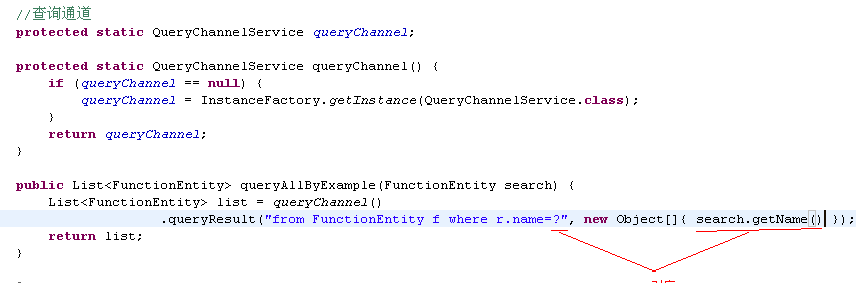 //查询通道
protected static QueryChannelService queryChannel;
protected static QueryChannelService queryChannel() {
if (queryChannel == null) {
queryChannel = InstanceFactory.getInstance(QueryChannelService.class);
}
return queryChannel;
}
public List<FunctionEntity> queryAllByExample(FunctionEntity search) {
List<FunctionEntity> list = queryChannel()
.queryResult("from FunctionEntity f where r.name=?", new Object[]{ search.getName() });
return list;
}